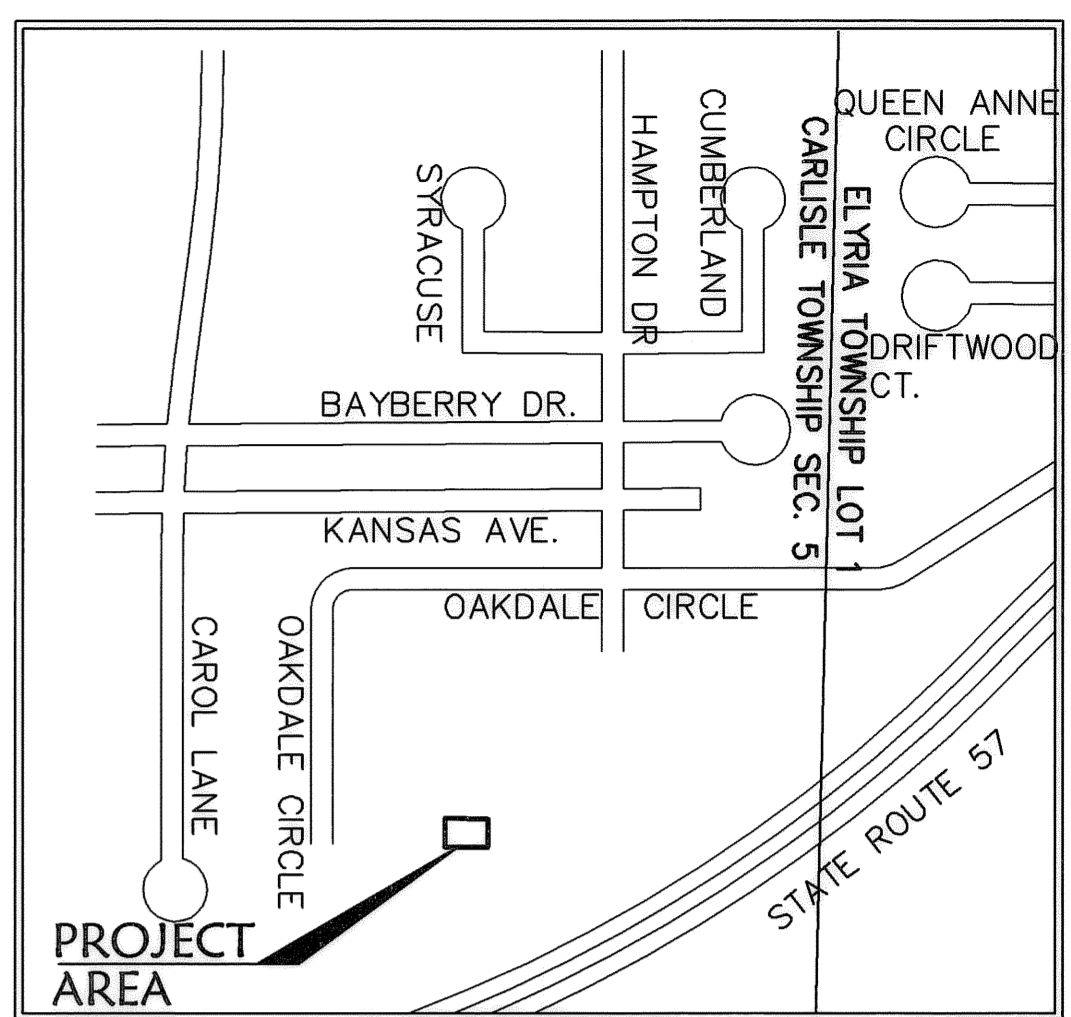 QUEEN ANNE
CIRCLE
SYRACUSE
HAMPTON DR
CUMBERLAND
CARLISLE TOWNSHIP SEC. 5
ELYRIA TOWNSHIP LOT 1
DRIFTWOOD
CT.
BAYBERRY DR.
KANSAS AVE.
OAKDALE CIRCLE
CAROL LANE
OAKDALE CIRCLE
STATE ROUTE 57
PROJECT
AREA